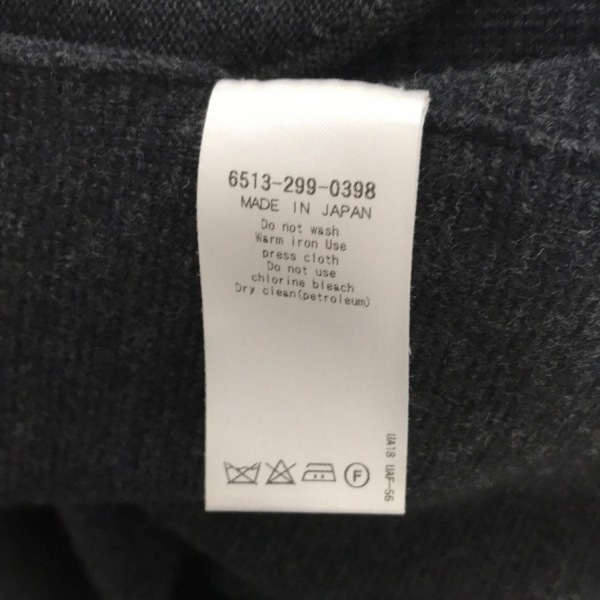 6513-299-0398
MADE IN JAPAN
Do not wash
Warm iron Use
press cloth
Do not use
chlorine bleach
Dry clean(petroleum)
F
UA18 UAF-56